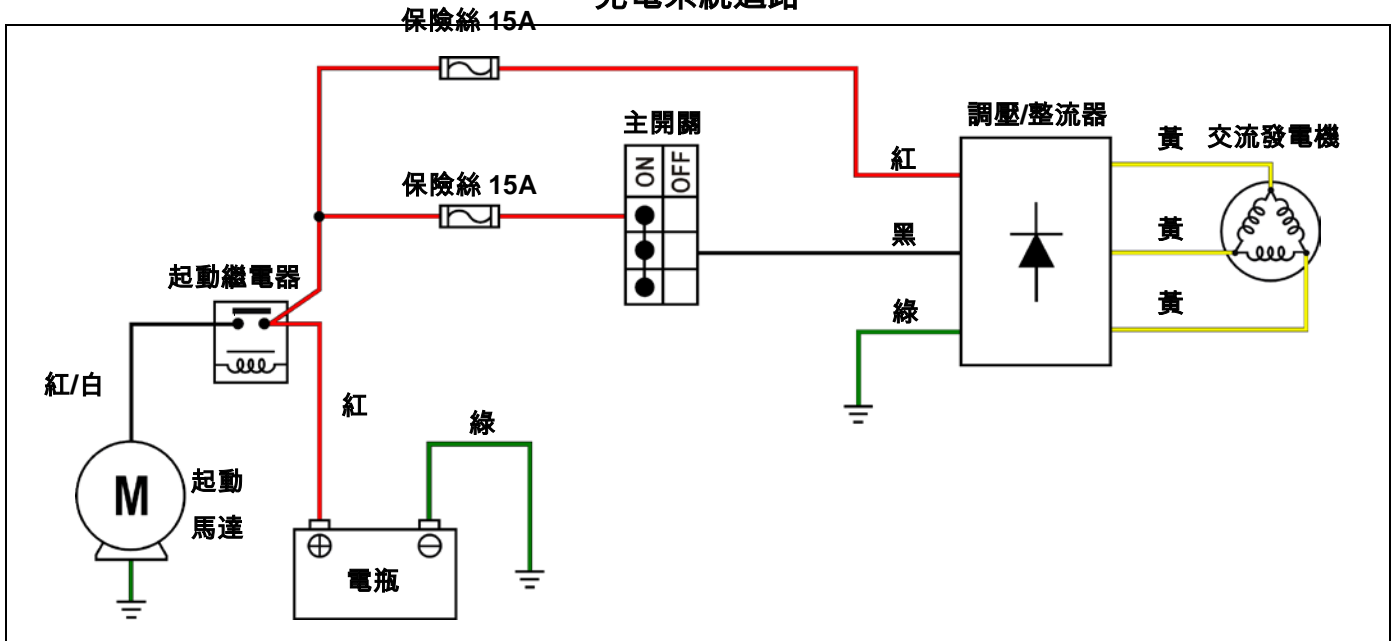 保險絲 15A
主開關
ON
OFF
調壓/整流器
黃
交流發電機
紅
保險絲 15A
黑
黃
起動繼電器
綠
黃
紅/白
紅
綠
M
起動
馬達
電瓶